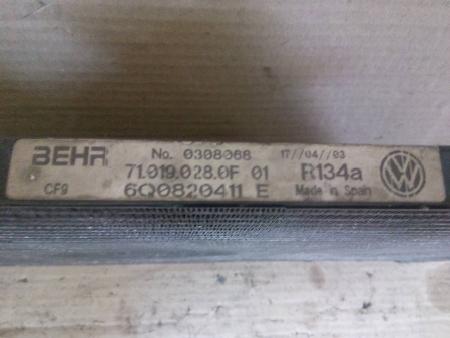 BEHR No. 0308068 17//04//03
71.019.028.0F 01 R134a
CF9 6Q0820411 E Made in Spain